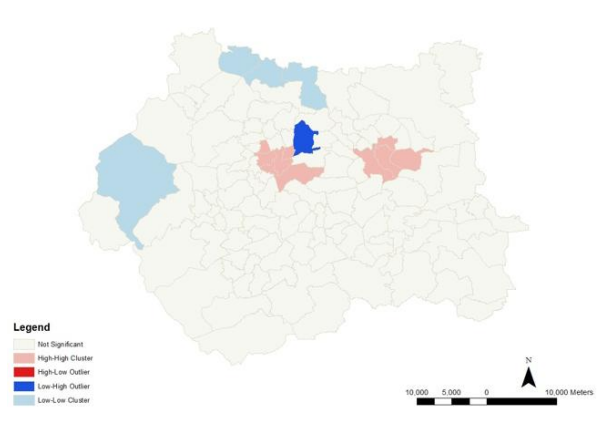 Legend
Not Significant
High-High Cluster
High-Low Outlier
Low-High Outlier
Low-Low Cluster
N
10,000 5,000 0 10,000 Meters